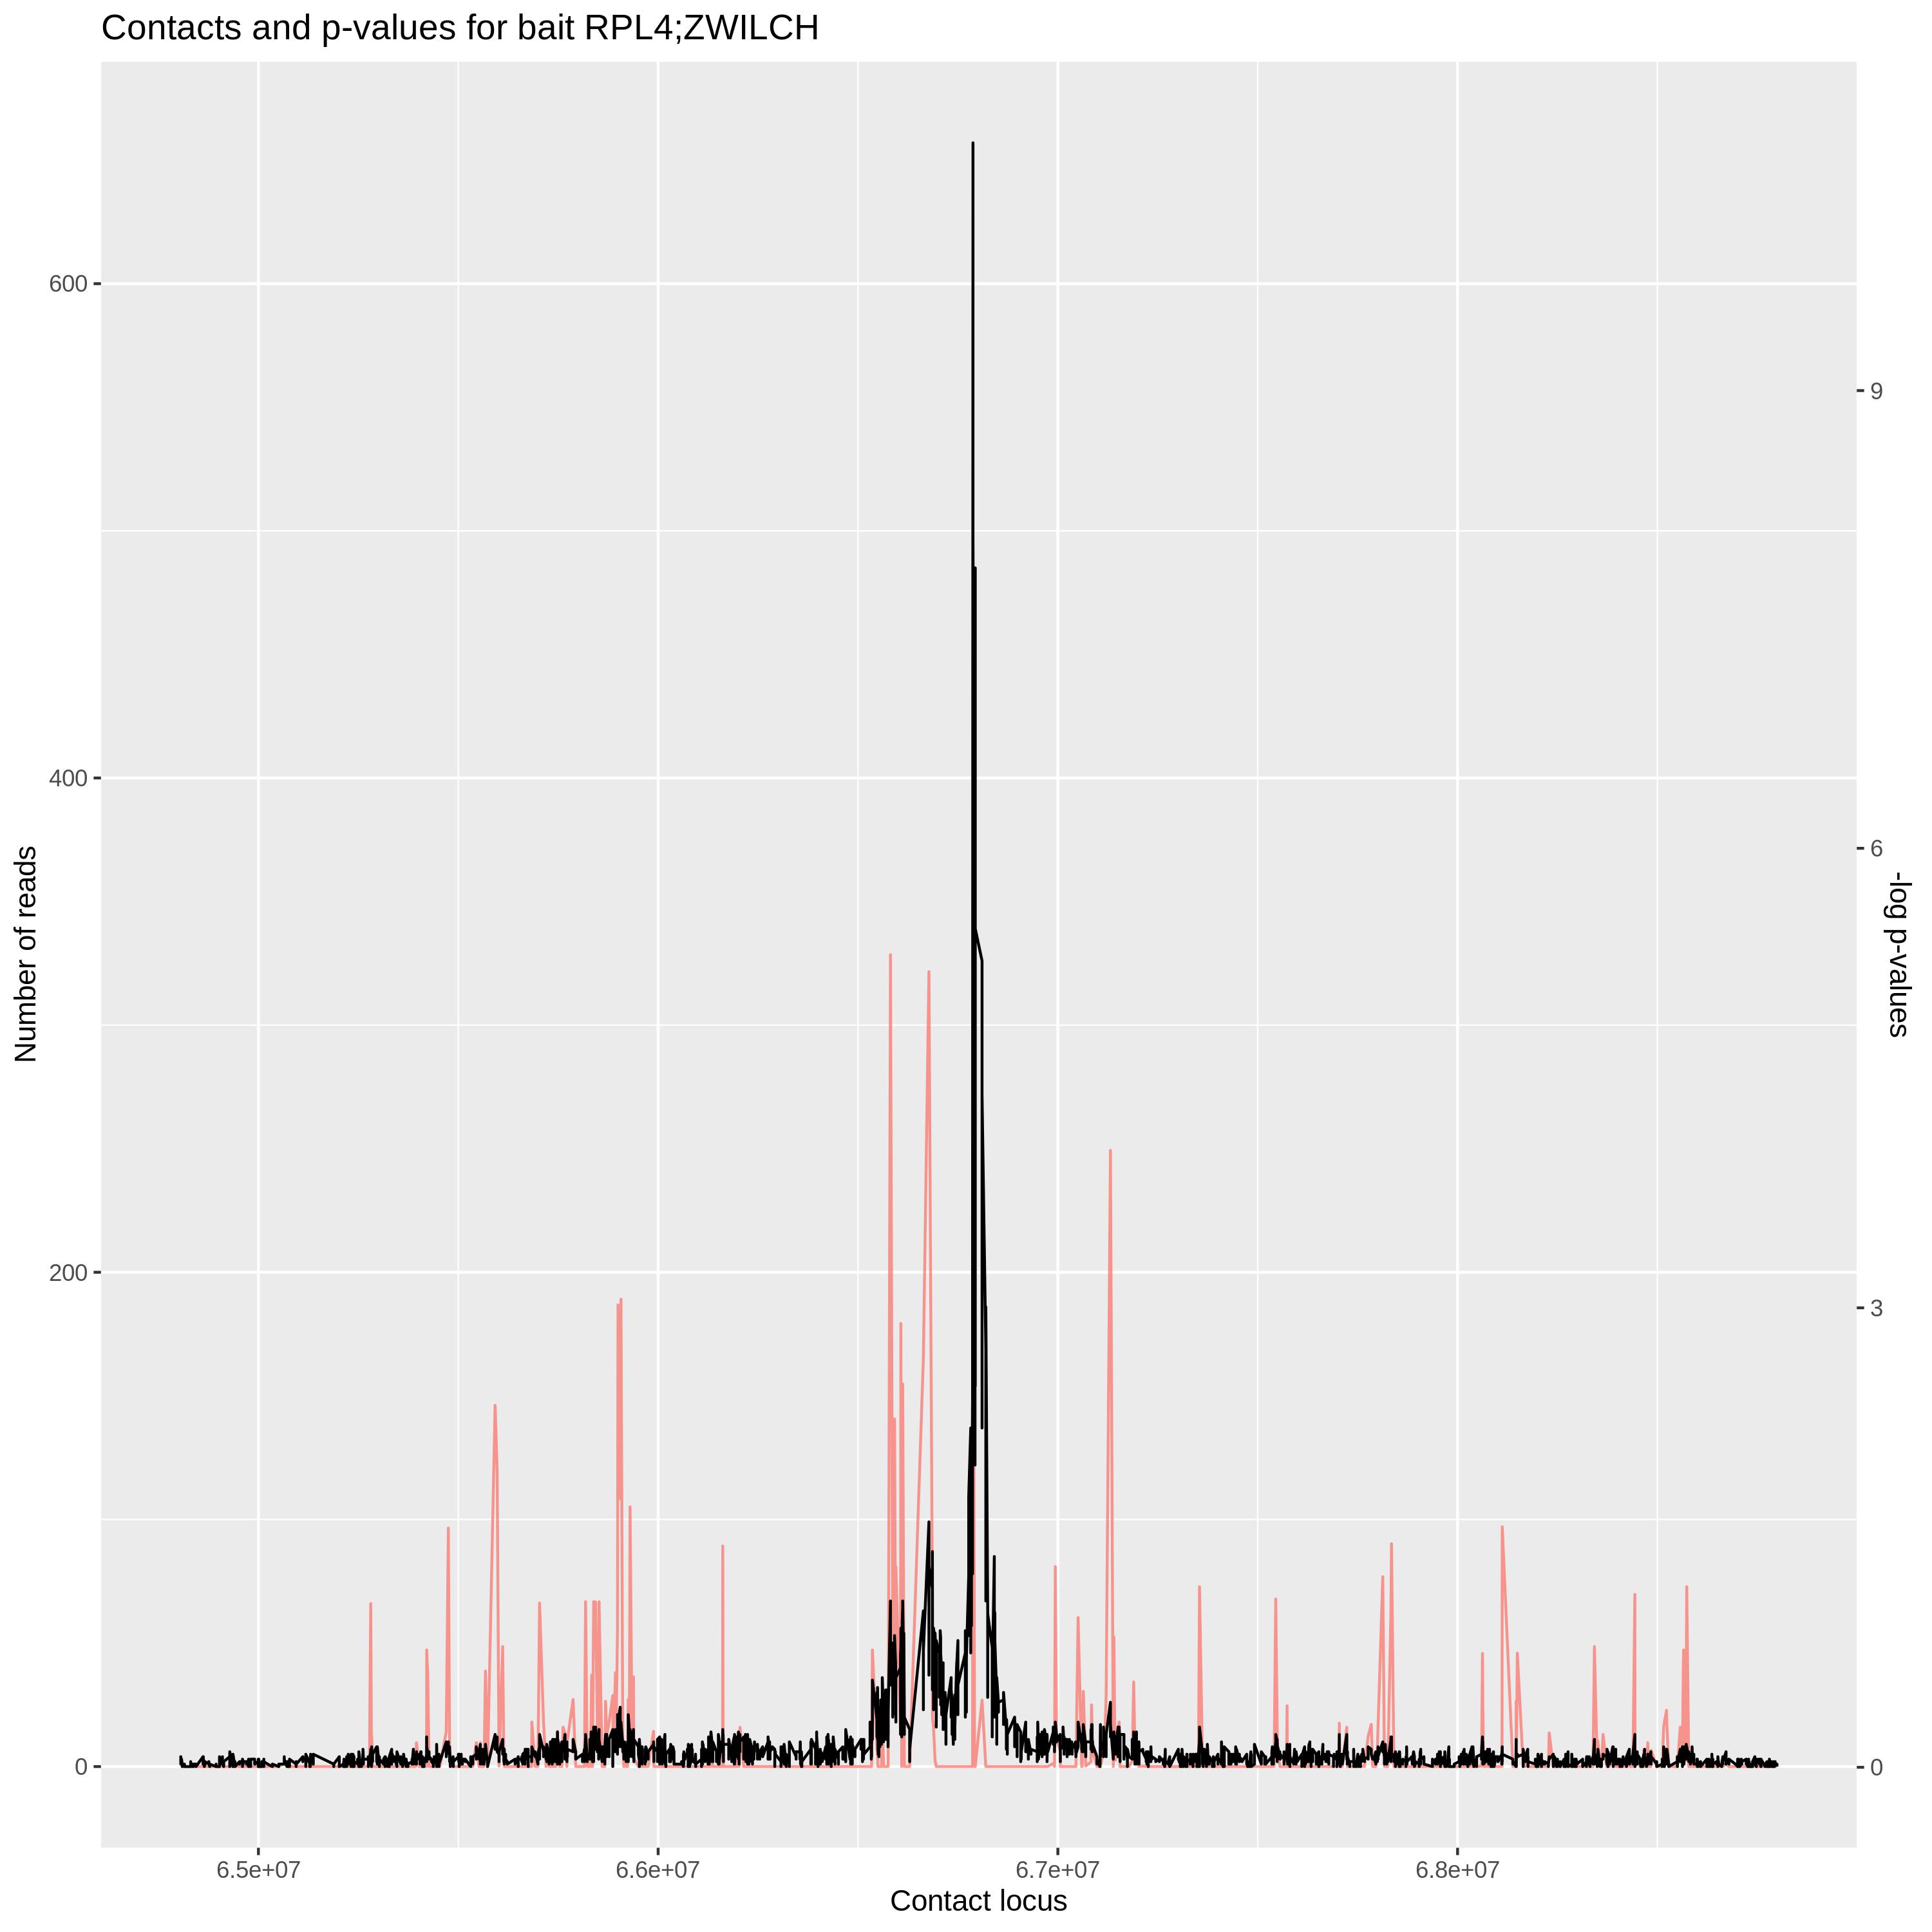 Contacts and p-values for bait RPL4;ZWILCH
600
400
200
0
Number of reads
9
6
3
0
-log p-values
6.5e+07
6.6e+07
6.7e+07
6.8e+07
Contact locus